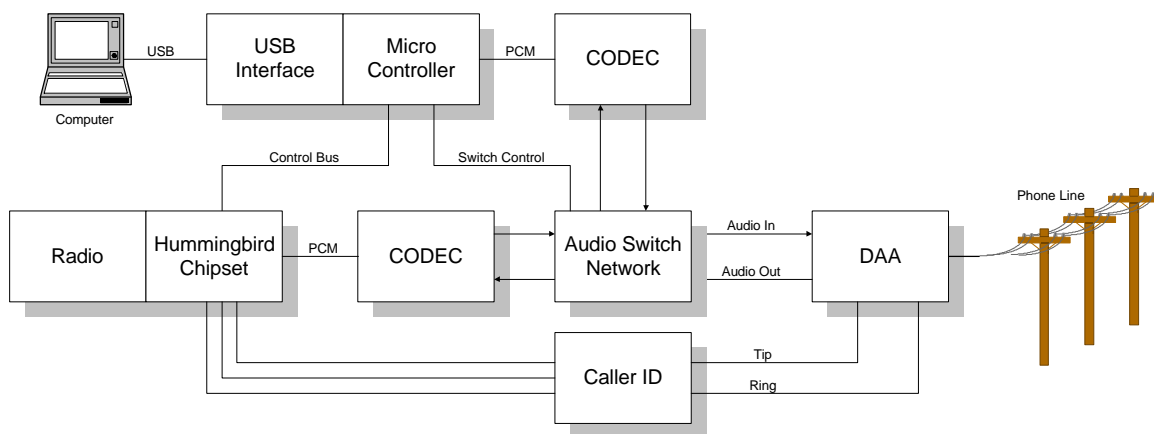 USB
USB
Interface
Micro
Controller
PCM
CODEC
Computer
Control Bus
Switch Control
Phone Line
Radio
Hummingbird
Chipset
PCM
CODEC
Audio Switch
Network
Audio In
Audio Out
DAA
Caller ID
Tip
Ring